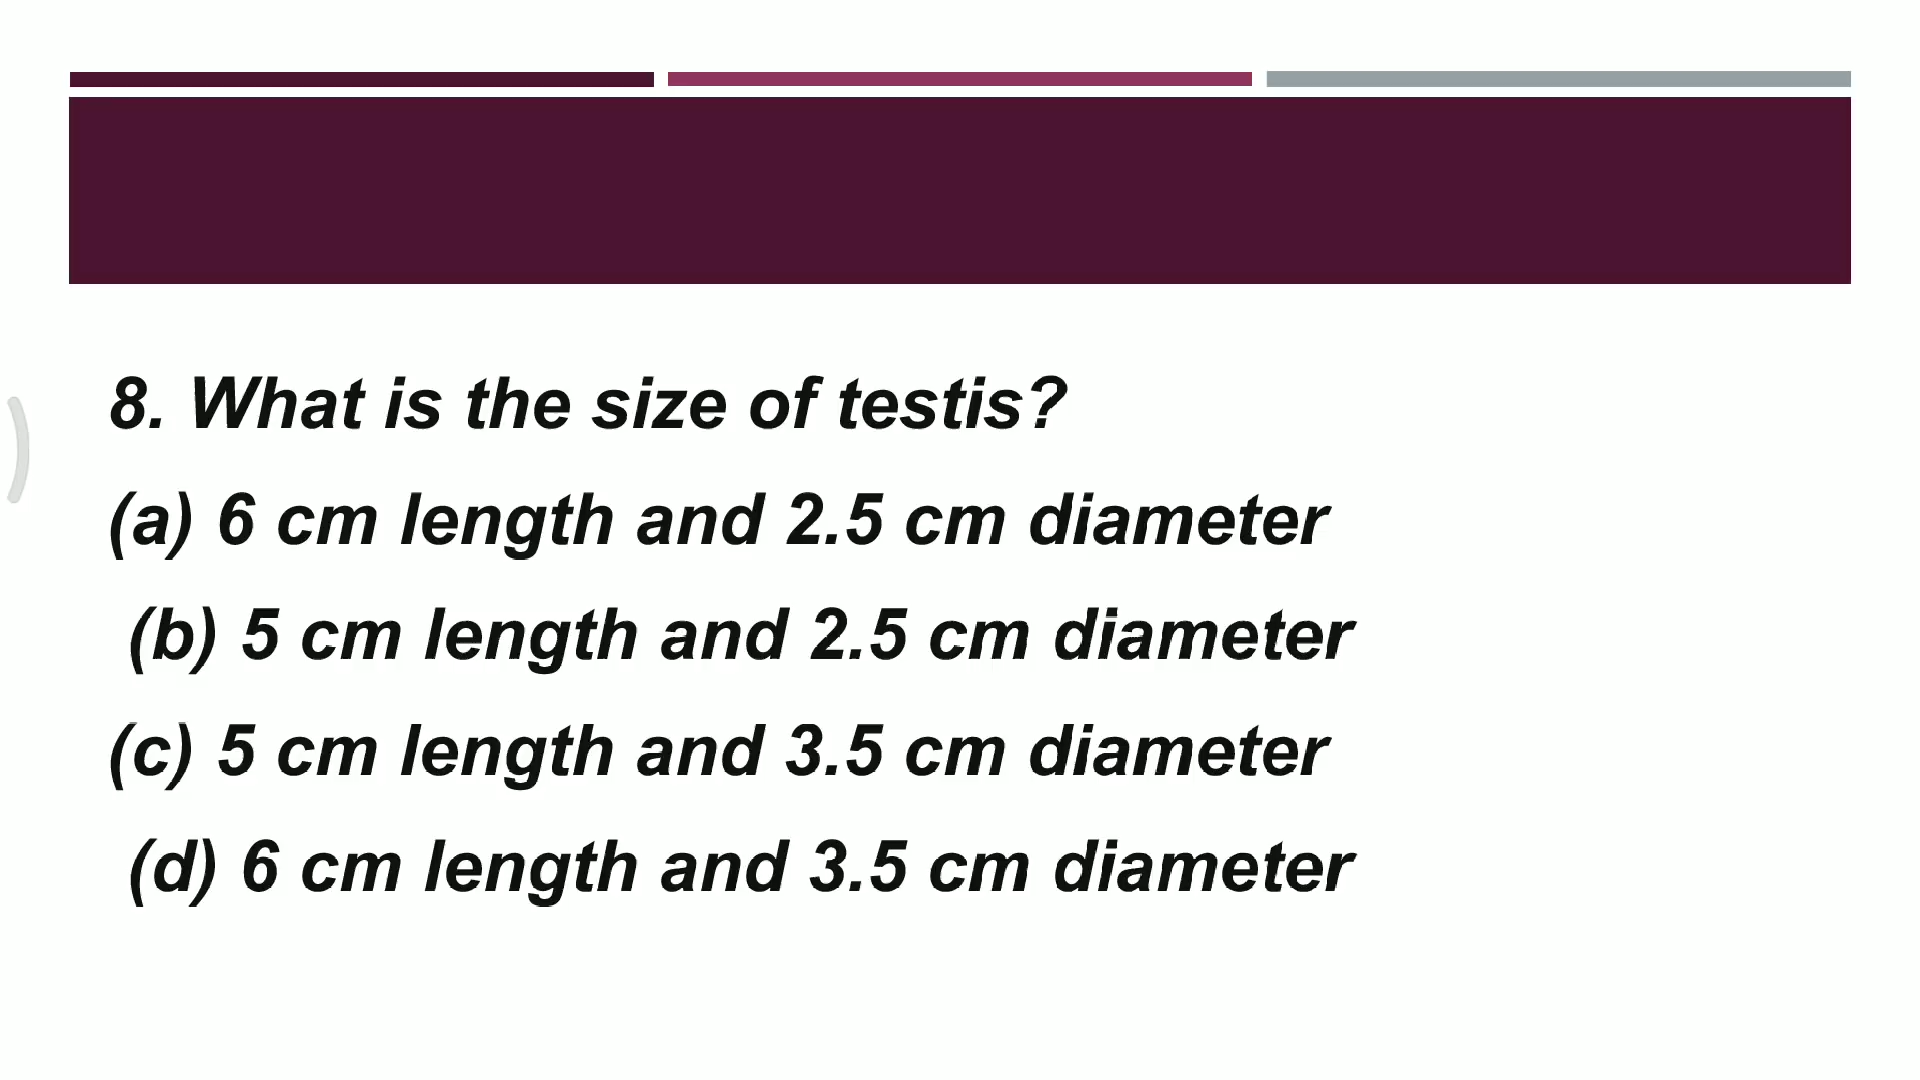 8. What is the size of testis?
(a) 6 cm length and 2.5 cm diameter
(b) 5 cm length and 2.5 cm diameter
(c) 5 cm length and 3.5 cm diameter
(d) 6 cm length and 3.5 cm diameter